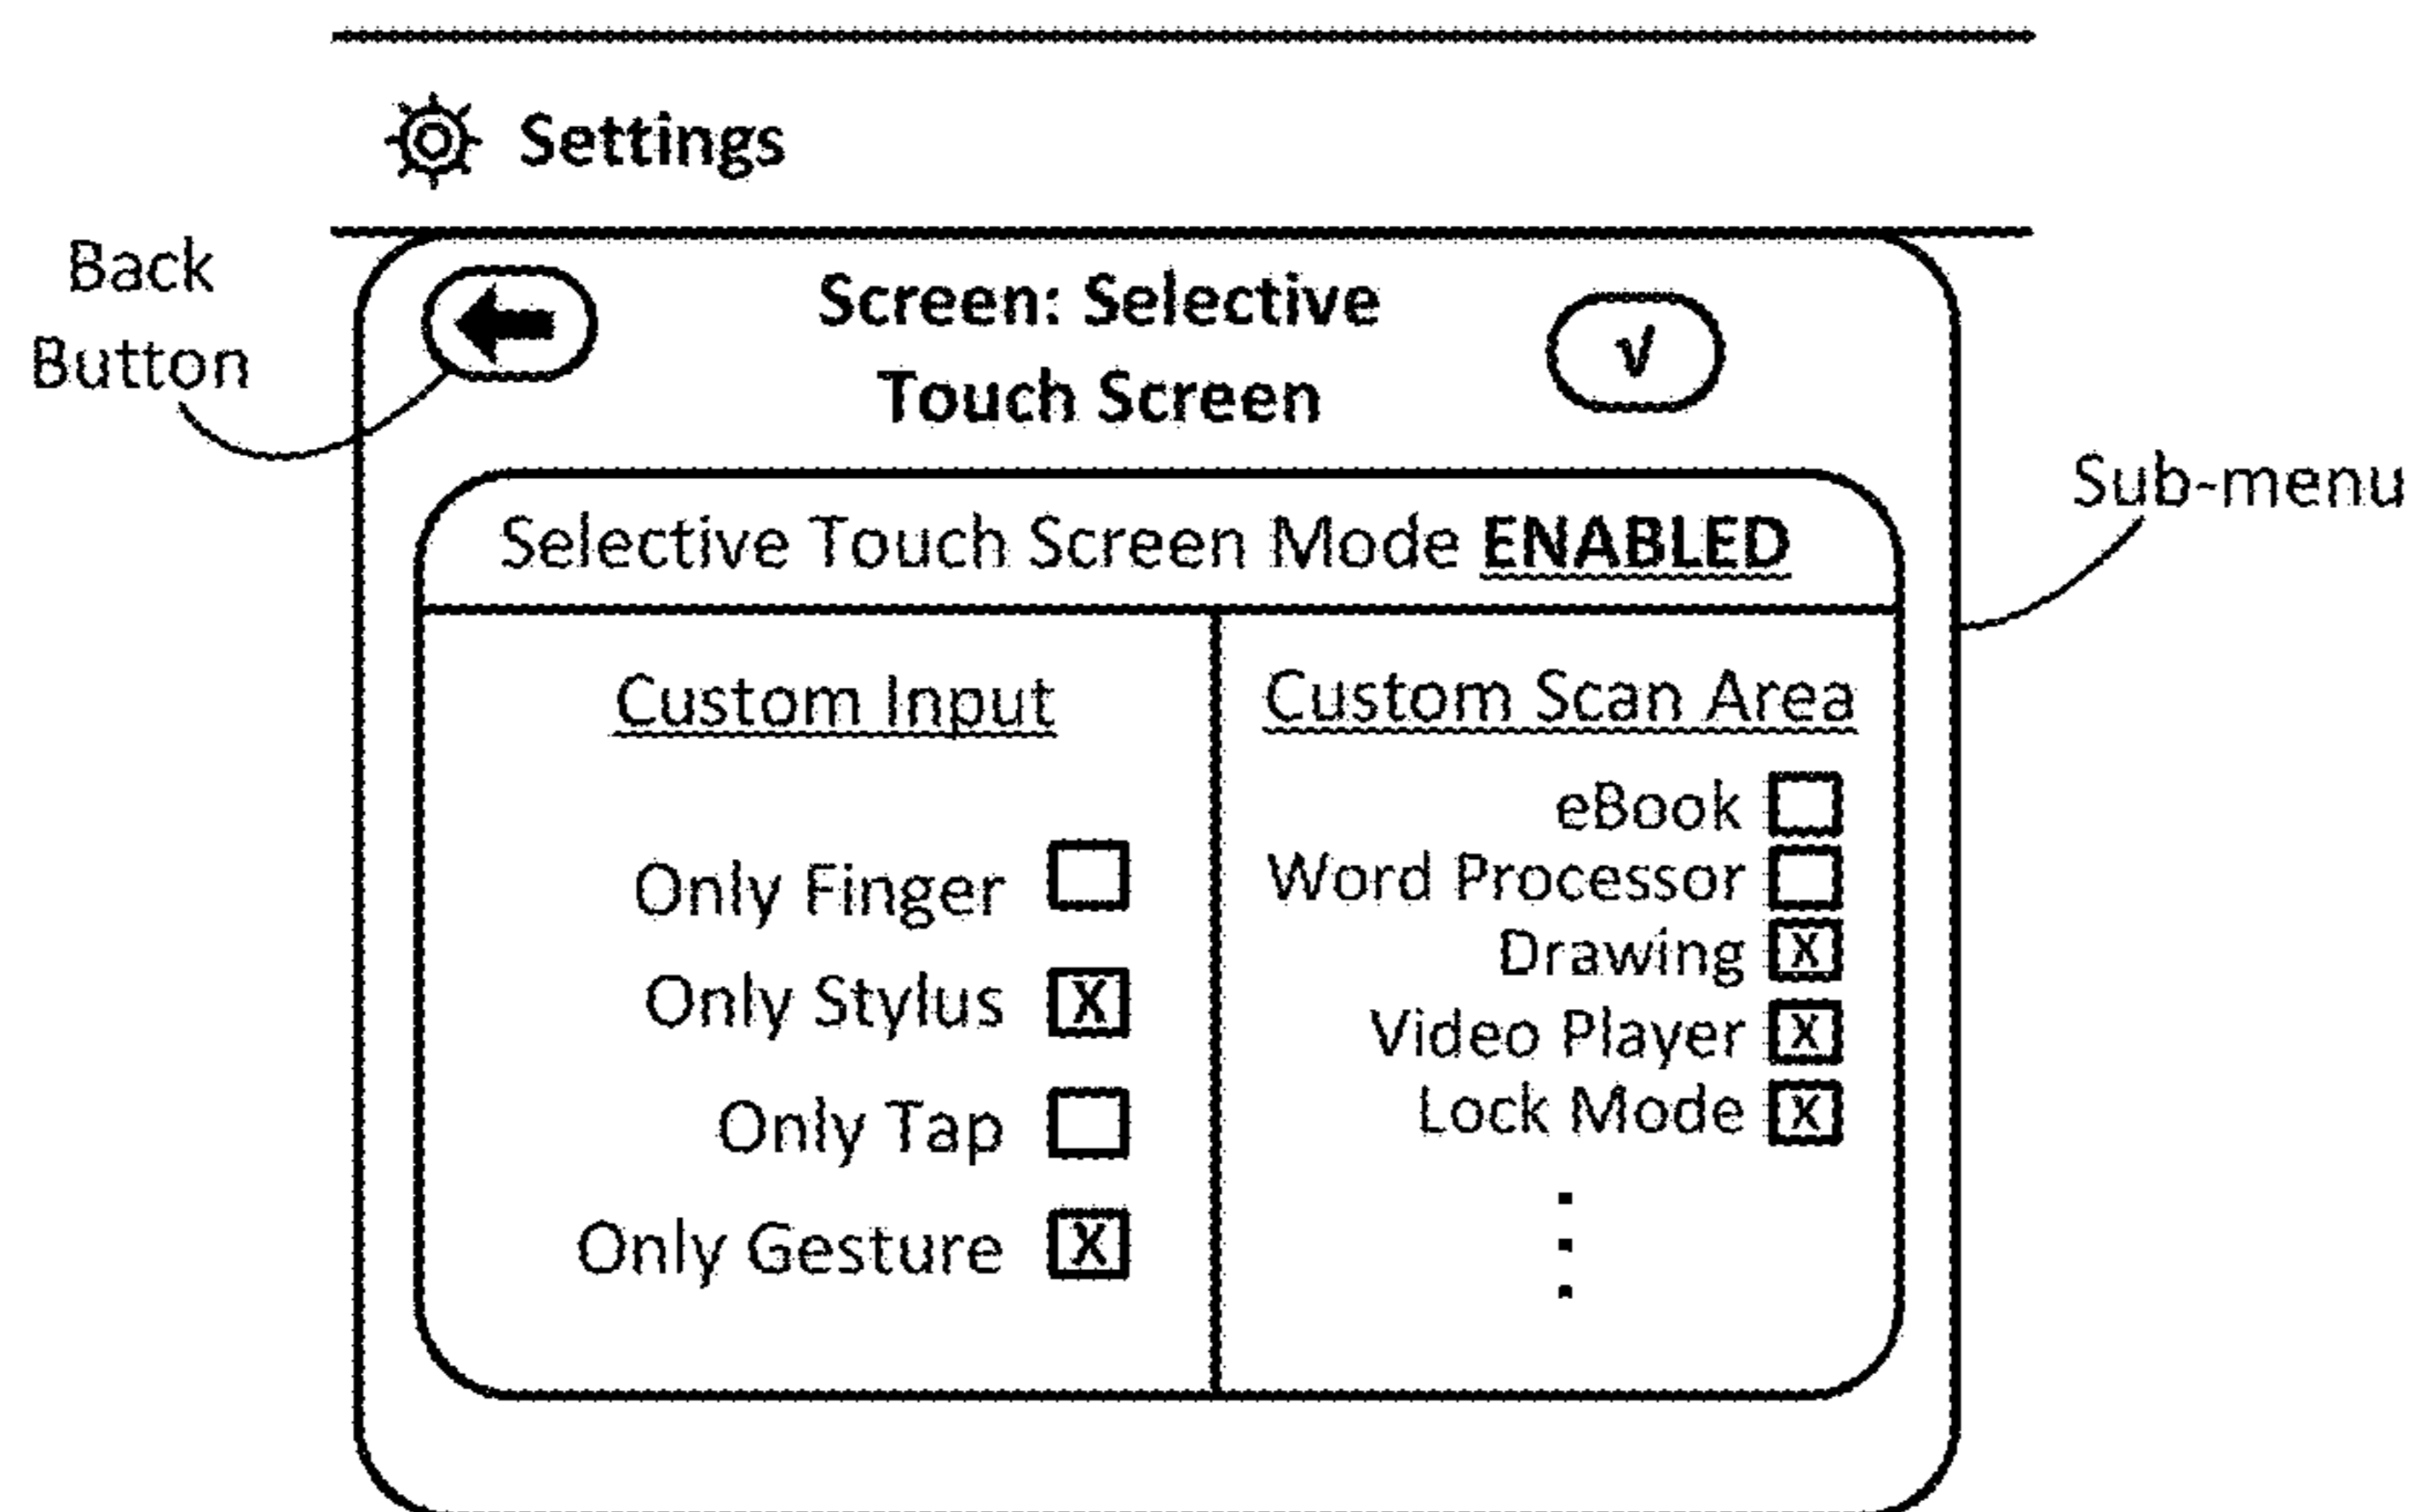 Settings
Back
Button
Screen: Selective
Touch Screen
√
Sub-menu
Selective Touch Screen Mode ENABLED
Custom Input
Only Finger
Only Stylus X
Only Tap
Only Gesture X
Custom Scan Area
eBook
Word Processor
Drawing X
Video Player X
Lock Mode X